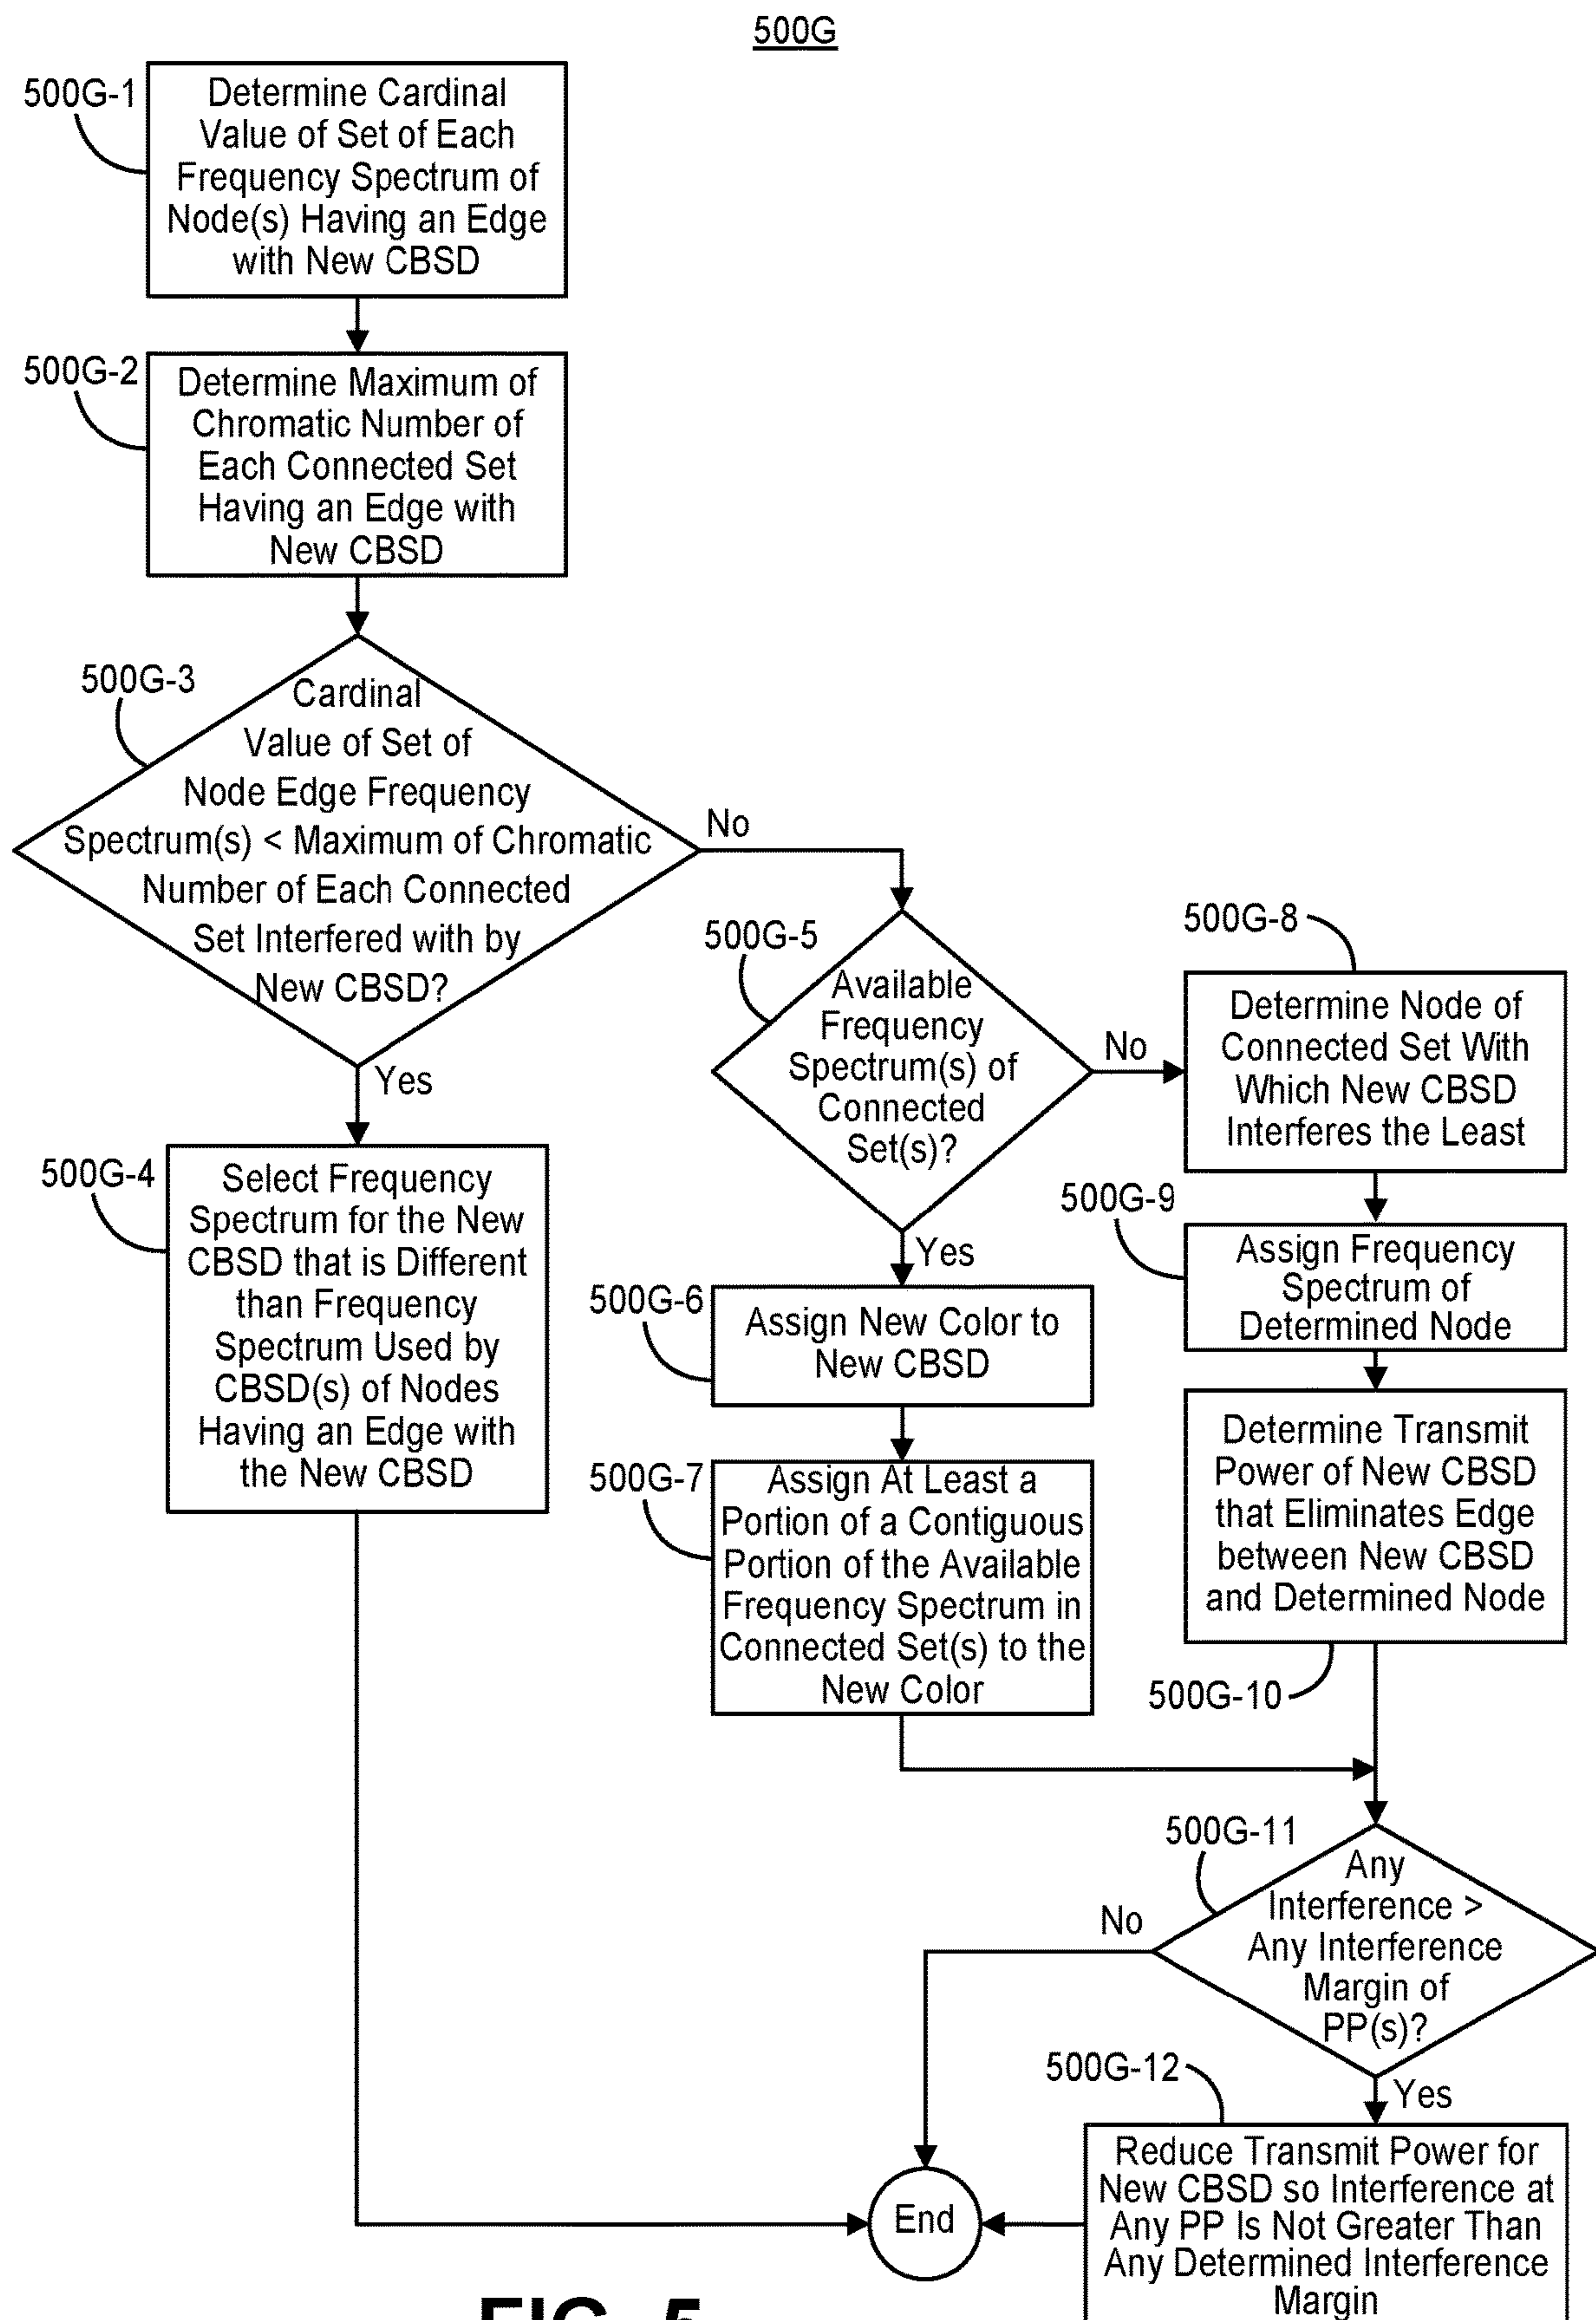 500G
500G-1
Determine Cardinal
Value of Set of Each
Frequency Spectrum of
Node(s) Having an Edge
with New CBSD
500G-2
Determine Maximum of
Chromatic Number of
Each Connected Set
Having an Edge with
New CBSD
500G-3
Cardinal
Value of Set of
Node Edge Frequency
Spectrum(s) < Maximum of Chromatic
Number of Each Connected
Set Interfered with by
New CBSD?
No
Yes
500G-4
Select Frequency
Spectrum for the New
CBSD that is Different
than Frequency
Spectrum Used by
CBSD(s) of Nodes
Having an Edge with
the New CBSD
500G-5
Available
Frequency
Spectrum(s) of
Connected
Set(s)?
No
Yes
500G-6
Assign New Color to
New CBSD
500G-7
Assign At Least a
Portion of a Contiguous
Portion of the Available
Frequency Spectrum in
Connected Set(s) to the
New Color
500G-8
Determine Node of
Connected Set With
Which New CBSD
Interferes the Least
500G-9
Assign Frequency
Spectrum of
Determined Node
Determine Transmit
Power of New CBSD
that Eliminates Edge
between New CBSD
and Determined Node
500G-10
500G-11
Any
Interference >
Any Interference
Margin of
PP(s)?
No
Yes
500G-12
Reduce Transmit Power for
New CBSD so Interference at
Any PP Is Not Greater Than
Any Determined Interference
Margin
End
FIG. 5